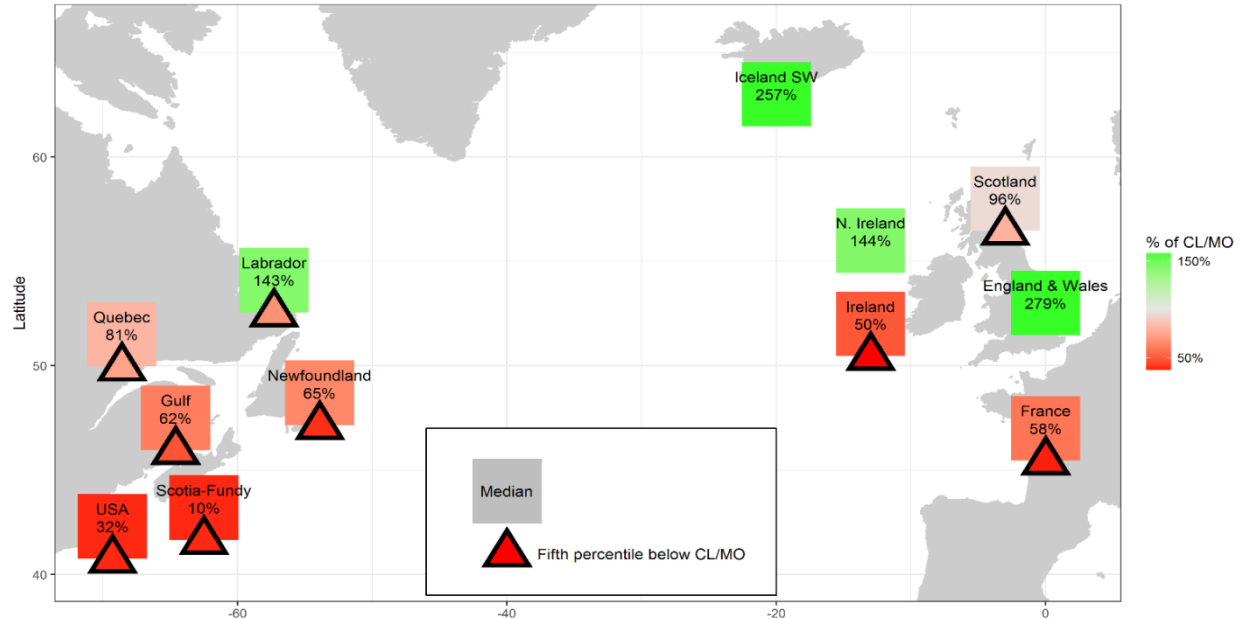 Iceland SW
257%
60
Scotland
96%
N. Ireland
144%
% of CL/MO
150%
50%
Labrador
143%
England & Wales
279%
Latitude
Quebec
81%
Ireland
50%
50
Newfoundland
65%
Gulf
62%
France
58%
Scotia-Fundy
10%
USA
32%
Median
Fifth percentile below CL/MO
40
-60
-40
-20
0